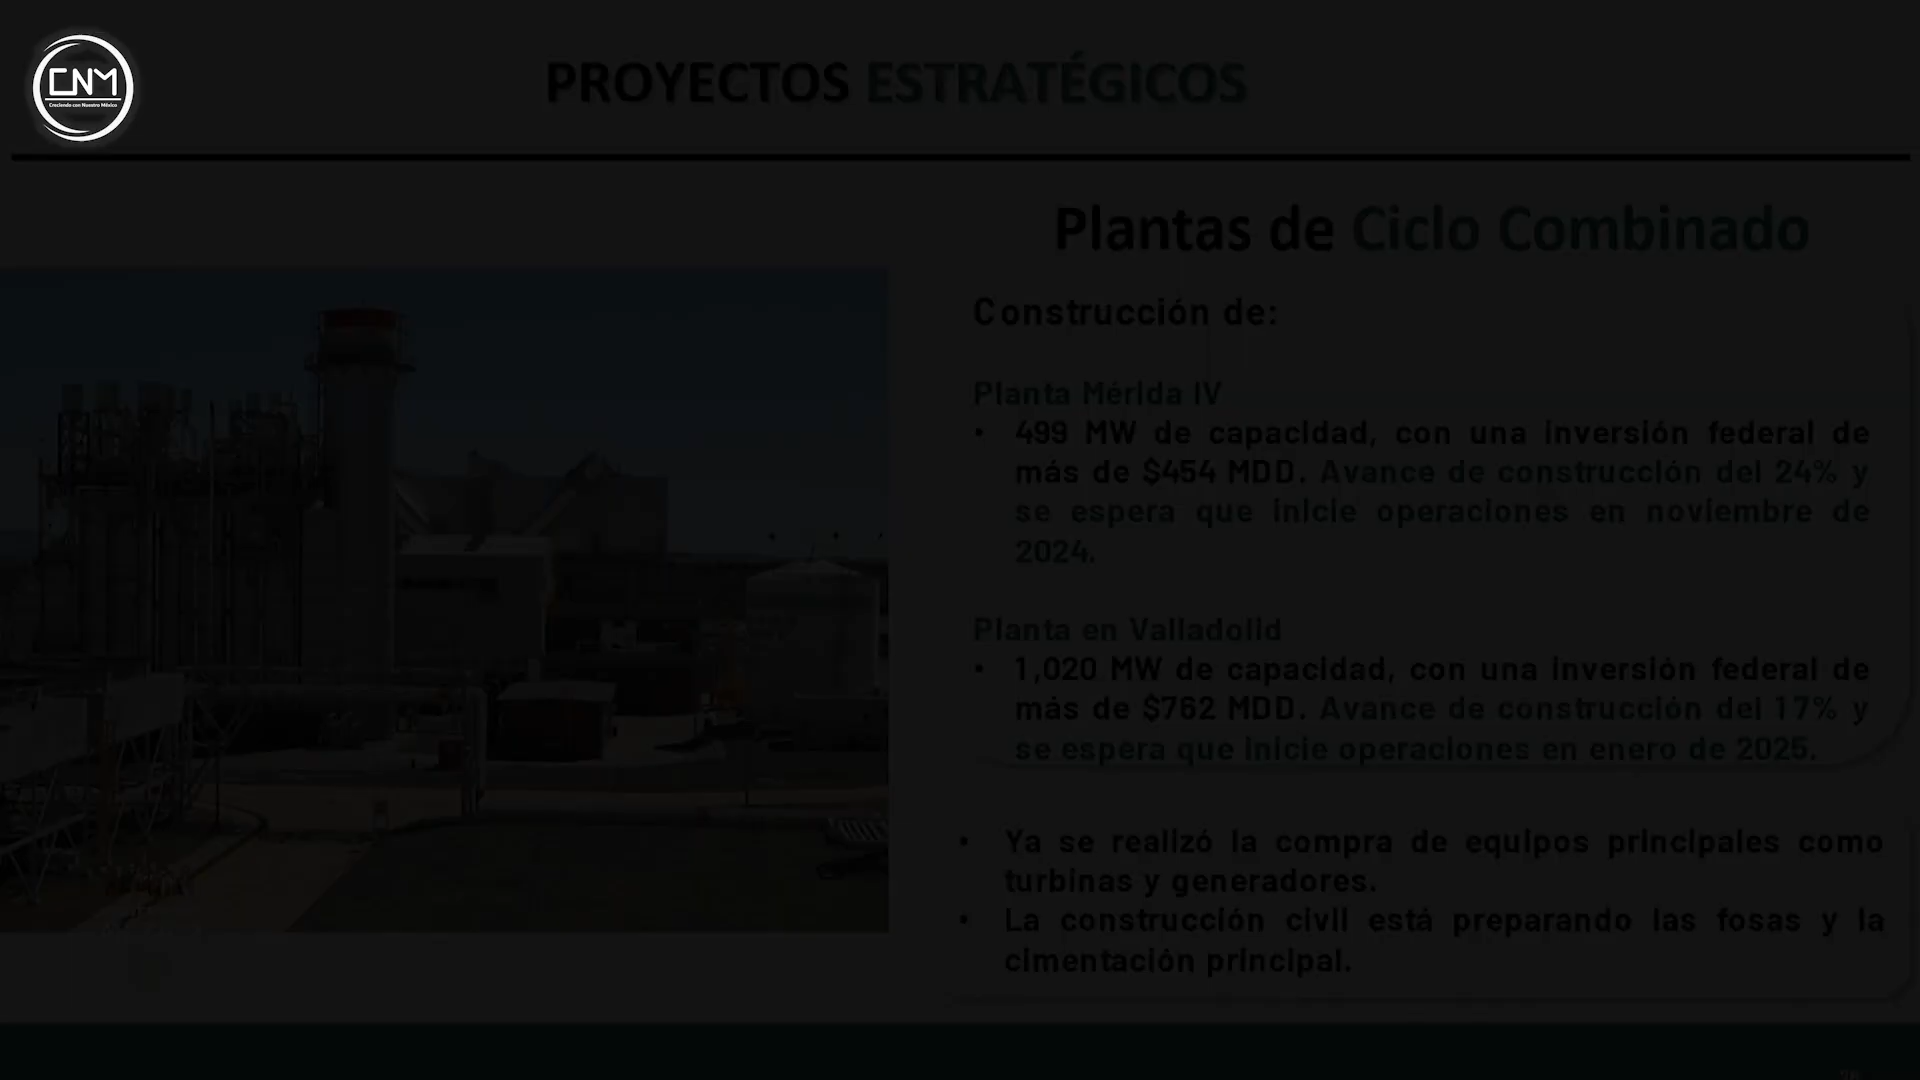 CNM
Creciendo con Nuestro México
PROYECTOS ESTRATÉGICOS
Plantas de Ciclo Combinado
Construcción de:
Planta Mérida IV
• 499 MW de capacidad, con una inversión federal de
más de $454 MDD. Avance de construcción del 24% y
se espera que inicie operaciones en noviembre de
2024.
Planta en Valladolid
• 1,020 MW de capacidad, con una inversión federal de
más de $762 MDD. Avance de construcción del 17% y
se espera que inicie operaciones en enero de 2025.
• Ya se realizó la compra de equipos principales como
turbinas y generadores.
• La construcción civil está preparando las fosas y la
cimentación principal.